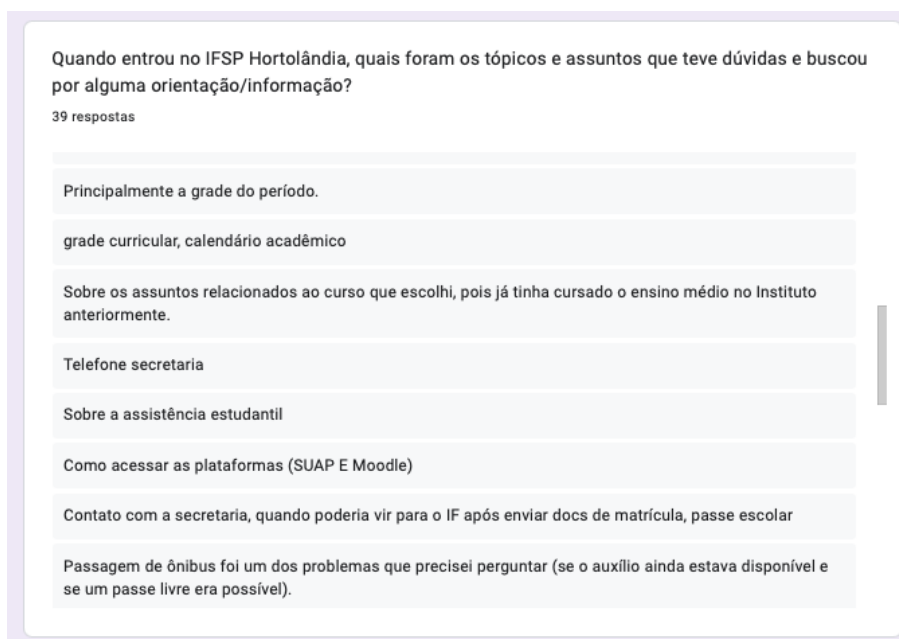 Quando entrou no IFSP Hortolândia, quais foram os tópicos e assuntos que teve dúvidas e buscou
por alguma orientação/informação?
39 respostas
Principalmente a grade do período.
grade curricular, calendário acadêmico
Sobre os assuntos relacionados ao curso que escolhi, pois já tinha cursado o ensino médio no Instituto
anteriormente.
Telefone secretaria
Sobre a assistência estudantil
Como acessar as plataformas (SUAP E Moodle)
Contato com a secretaria, quando poderia vir para o IF após enviar docs de matrícula, passe escolar
Passagem de ônibus foi um dos problemas que precisei perguntar (se o auxílio ainda estava disponível e
se um passe livre era possível).